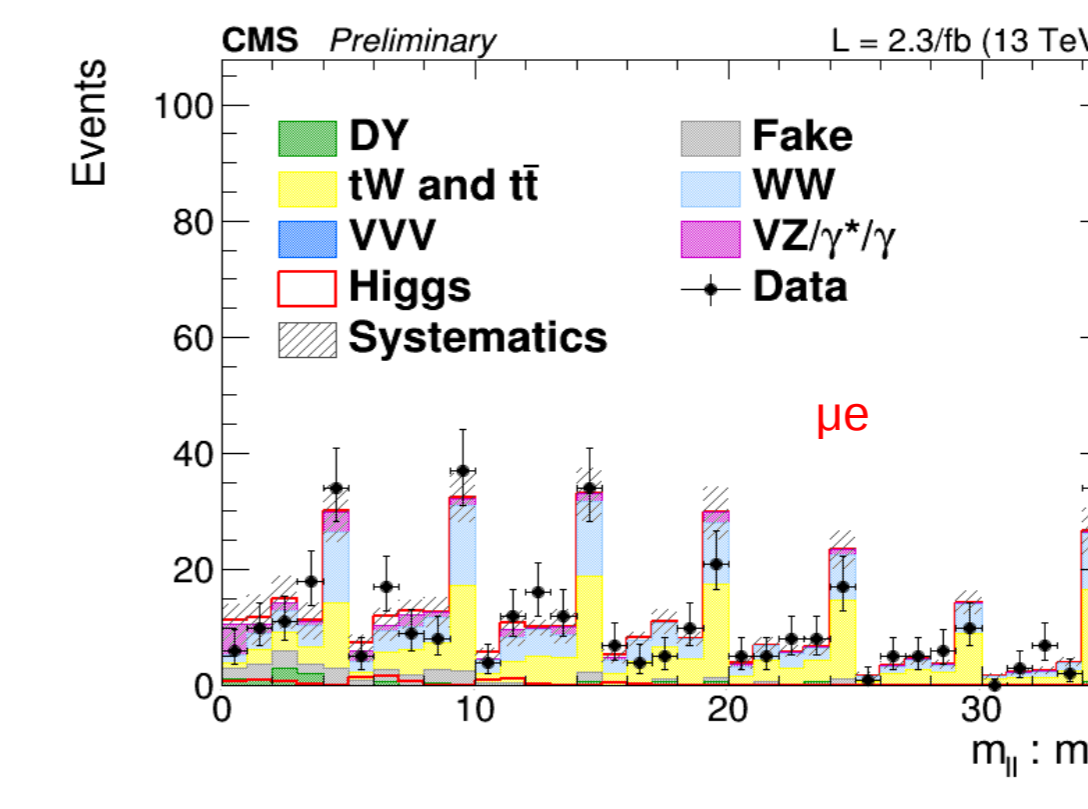 CMS Preliminary L = 2.3/fb (13 TeV
Events
100
80
60
40
20
0
DY Fake
tW and tt̄ WW
VVV VZ/γ*/γ
Higgs Data
Systematics
μe
0 10 20 30
m_ll : m